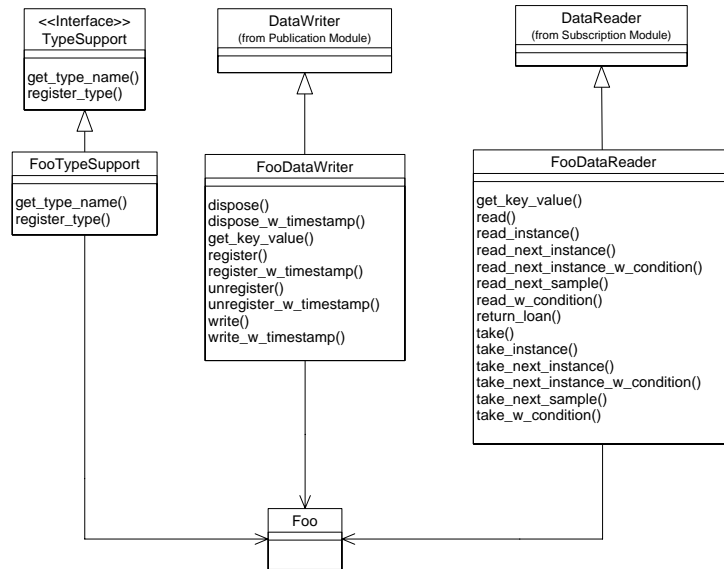 <<Interface>>
TypeSupport
get_type_name()
register_type()
DataWriter
(from Publication Module)
DataReader
(from Subscription Module)
FooTypeSupport
get_type_name()
register_type()
FooDataWriter
dispose()
dispose_w_timestamp()
get_key_value()
register()
register_w_timestamp()
unregister()
unregister_w_timestamp()
write()
write_w_timestamp()
FooDataReader
get_key_value()
read()
read_instance()
read_next_instance()
read_next_instance_w_condition()
read_next_sample()
read_w_condition()
return_loan()
take()
take_instance()
take_next_instance()
take_next_instance_w_condition()
take_next_sample()
take_w_condition()
Foo